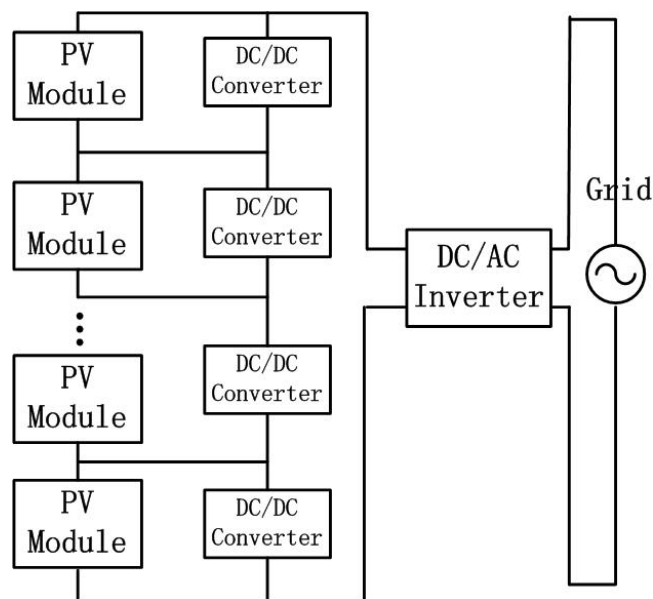 PV
Module
DC/DC
Converter
PV
Module
DC/DC
Converter
Grid
DC/AC
Inverter
PV
Module
DC/DC
Converter
PV
Module
DC/DC
Converter